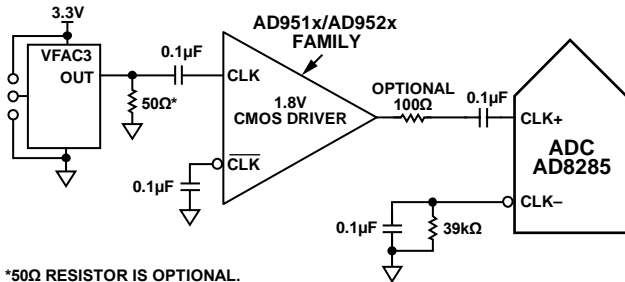 3.3V
VFAC3
OUT
0.1µF
50Ω*
AD951x/AD952x
FAMILY
CLK
1.8V
CMOS DRIVER
CLK
0.1µF
OPTIONAL
100Ω
0.1µF
CLK+
ADC
AD8285
CLK–
0.1µF
39kΩ
*50Ω RESISTOR IS OPTIONAL.